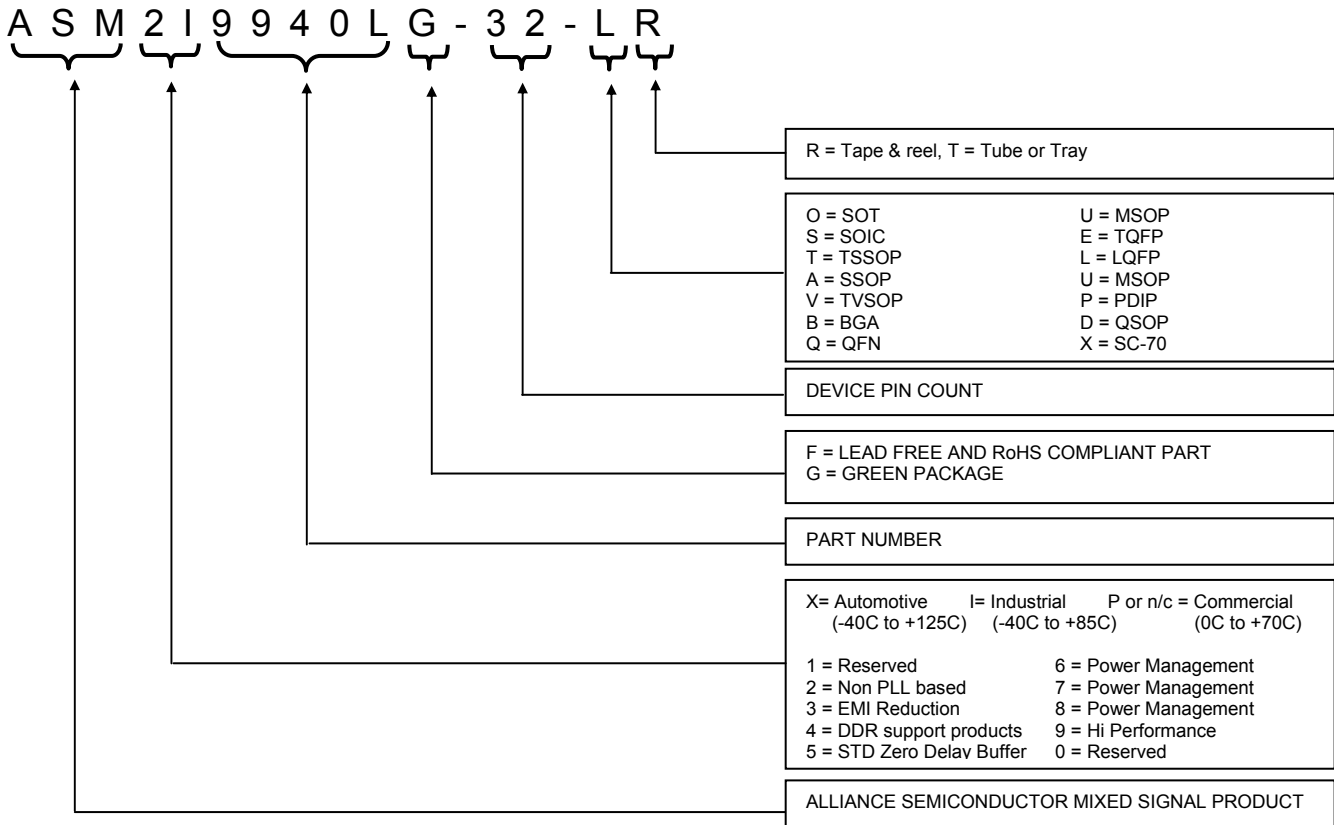 A S M 2 I 9 9 4 0 L G - 3 2 - L R
R = Tape & reel, T = Tube or Tray
O = SOT U = MSOP
S = SOIC E = TQFP
T = TSSOP L = LQFP
A = SSOP U = MSOP
V = TVSOP P = PDIP
B = BGA D = QSOP
Q = QFN X = SC-70
DEVICE PIN COUNT
F = LEAD FREE AND RoHS COMPLIANT PART
G = GREEN PACKAGE
PART NUMBER
X= Automotive I= Industrial P or n/c = Commercial
(-40C to +125C) (-40C to +85C) (0C to +70C)
1 = Reserved 6 = Power Management
2 = Non PLL based 7 = Power Management
3 = EMI Reduction 8 = Power Management
4 = DDR support products 9 = Hi Performance
5 = STD Zero Delay Buffer 0 = Reserved
ALLIANCE SEMICONDUCTOR MIXED SIGNAL PRODUCT